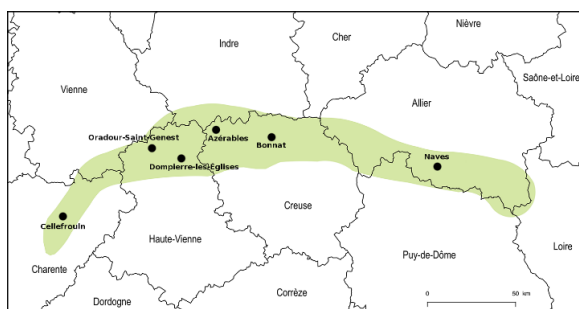 Nièvre
Cher
Indre
Saône-et-Loire
Vienne
Allier
Azérables
Oradour-Saint-Genest
Bonnat
Dompierre-les-Églises
Naves
Creuse
Cellefrouin
Haute-Vienne
Loire
Puy-de-Dôme
Charente
Corrèze
Dordogne
0
50 km